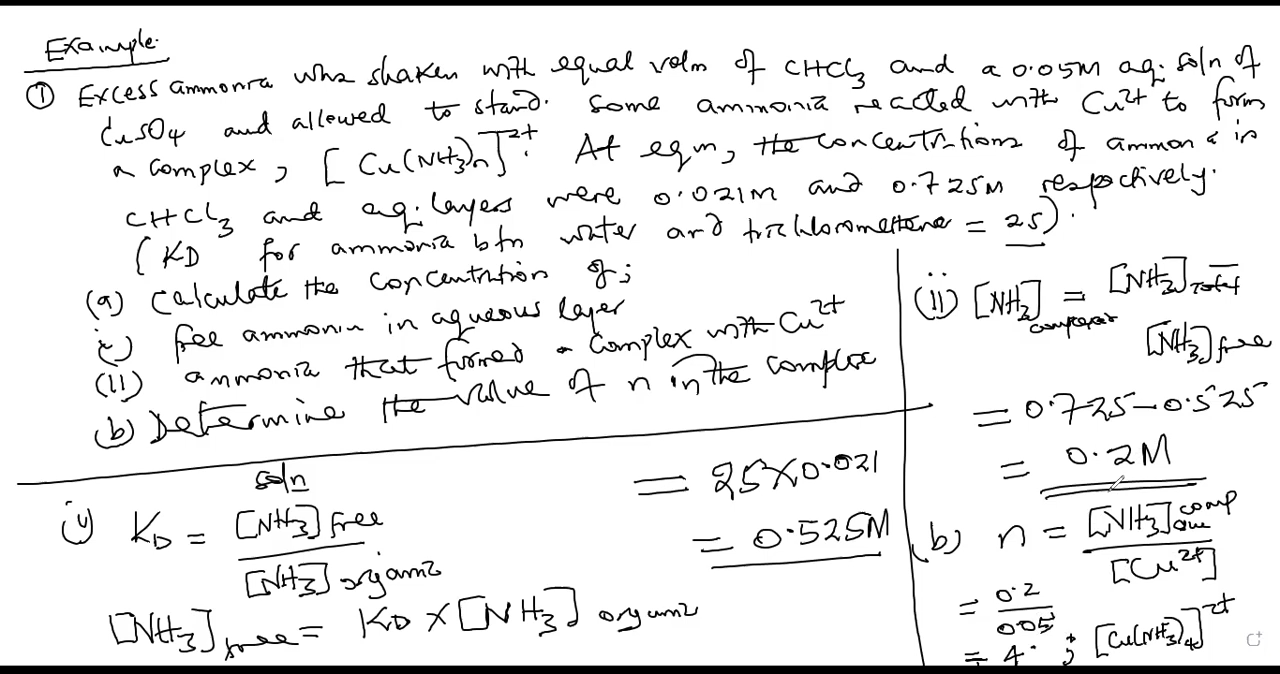 Example.
① Excess ammonia was shaken with equal volm of CHCl3 and a 0.05M aq. soln of
CuSO4 and allowed to stand. Some ammonia reacted with Cu2+ to form
a complex, [Cu(NH3)n]2+. At eqm, the concentrations of ammonia in
CHCl3 and aq. layers were 0.021M and 0.725M respectively.
(KD for ammonia btn water and trichloromethane = 25).
(a) Calculate the concentration of;
i) free ammonia in aqueous layer
(ii) ammonia that formed a complex with Cu2+
(b) Determine the value of n in the complex
soln
(i) KD = [NH3]free / [NH3]organic
[NH3]free = KD × [NH3] organic
= 25 × 0.021
= 0.525M
(ii) [NH3]complexed = [NH3]Total −
[NH3]free
= 0.725 − 0.525
= 0.2M
(b) n = [NH3] / [Cu2+]
= 0.2 / 0.05
= 4. ; [Cu(NH3)4]2+